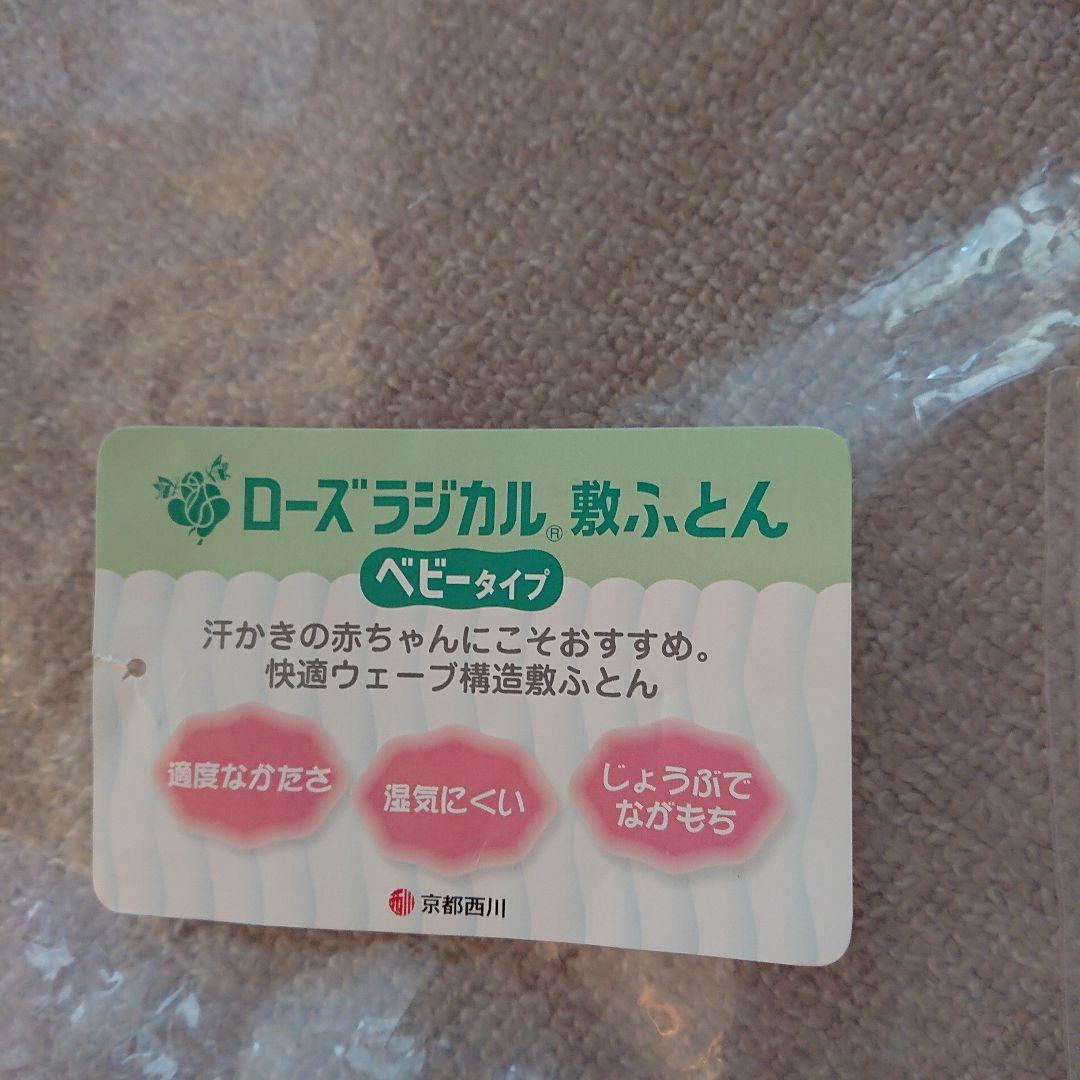 ローズラジカル® 敷ふとん
ベビータイプ
汗かきの赤ちゃんにこそおすすめ。
快適ウェーブ構造敷ふとん
適度なかたさ
湿気にくい
じょうぶで
ながもち
西川 京都西川